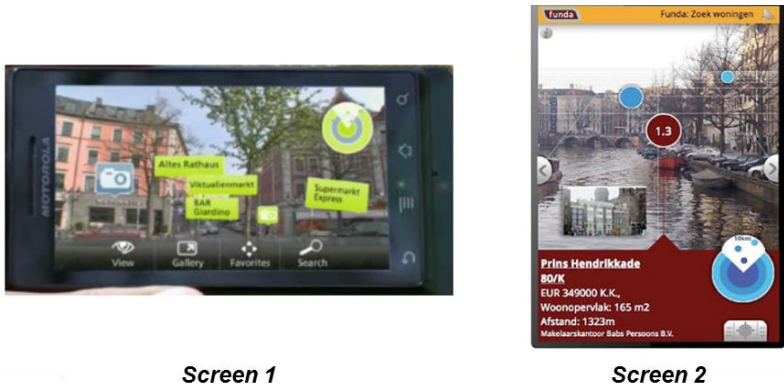 MOTOROLA
Altes Rathaus
Viktualienmarkt
BAR
Giardino
Supermarkt
Express
View
Gallery
Favorites
Search
Screen 1
funda
Funda: Zoek woningen
1.3
10km
Prins Hendrikkade
80/K
EUR 349000 K.K.,
Woonopervlak: 165 m2
Afstand: 1323m
Makelaarskantoor Babs Persoons B.V.
Screen 2